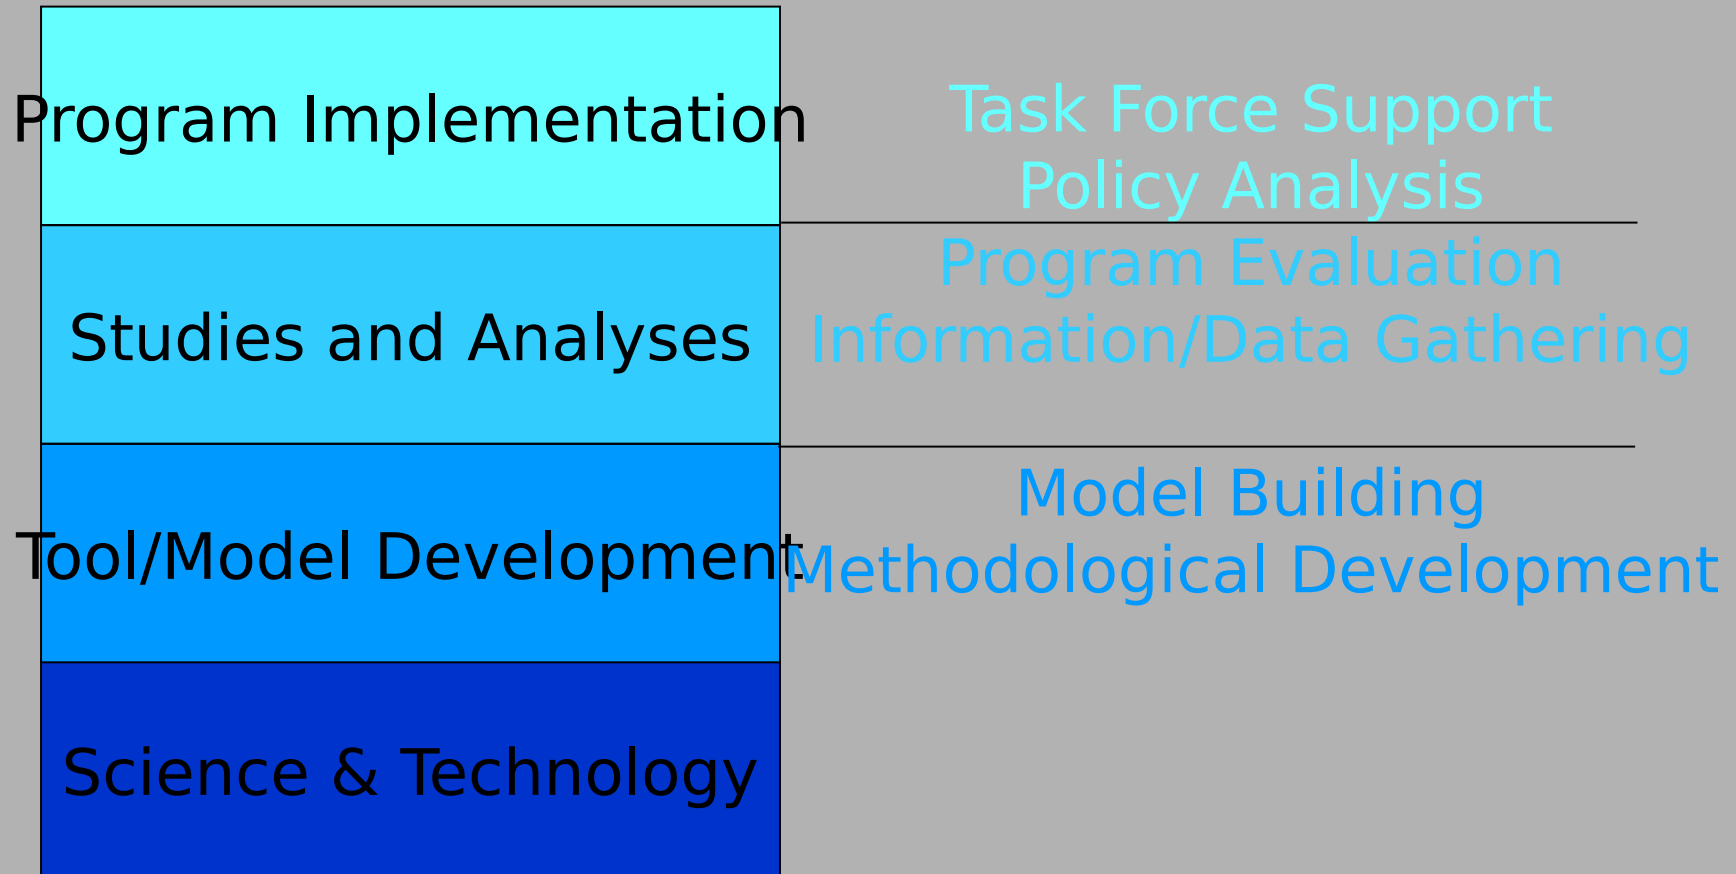 Program Implementation
Task Force Support
Policy Analysis
Studies and Analyses
Program Evaluation
Information/Data Gathering
Tool/Model Development
Model Building
Methodological Development
Science & Technology